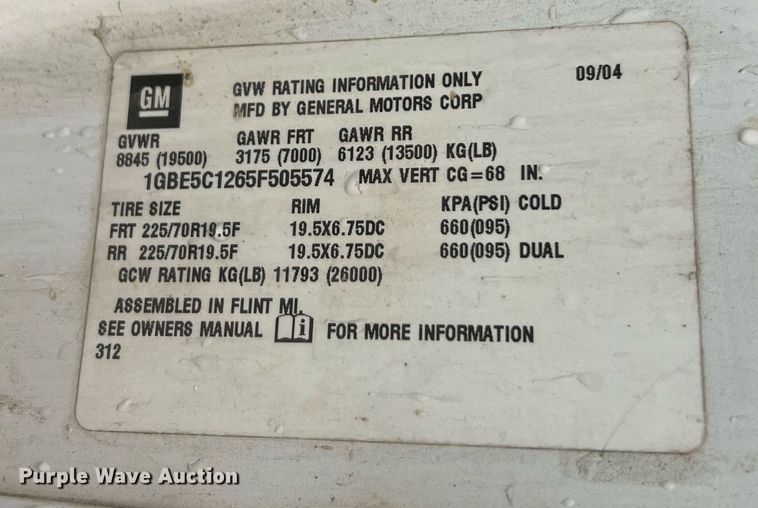 GM
GVW RATING INFORMATION ONLY 09/04
MFD BY GENERAL MOTORS CORP
GVWR GAWR FRT GAWR RR
8845 (19500) 3175 (7000) 6123 (13500) KG(LB)
1GBE5C1265F505574 MAX VERT CG=68 IN.
TIRE SIZE RIM KPA(PSI) COLD
FRT 225/70R19.5F 19.5X6.75DC 660(095)
RR 225/70R19.5F 19.5X6.75DC 660(095) DUAL
GCW RATING KG(LB) 11793 (26000)
ASSEMBLED IN FLINT MI.
SEE OWNERS MANUAL i FOR MORE INFORMATION
312
Purple Wave Auction